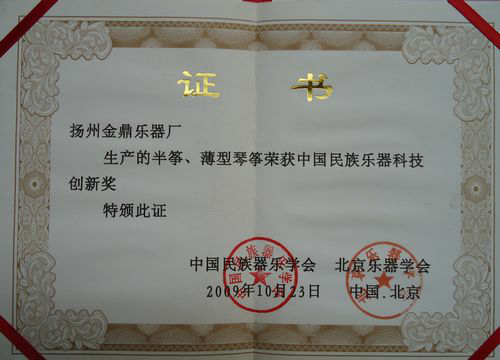 证 书
扬州金鼎乐器厂
生产的半筝、薄型琴筝荣获中国民族乐器科技
创新奖
特颁此证
中国民族器乐学会 北京乐器学会
2009年10月23日 中国.北京